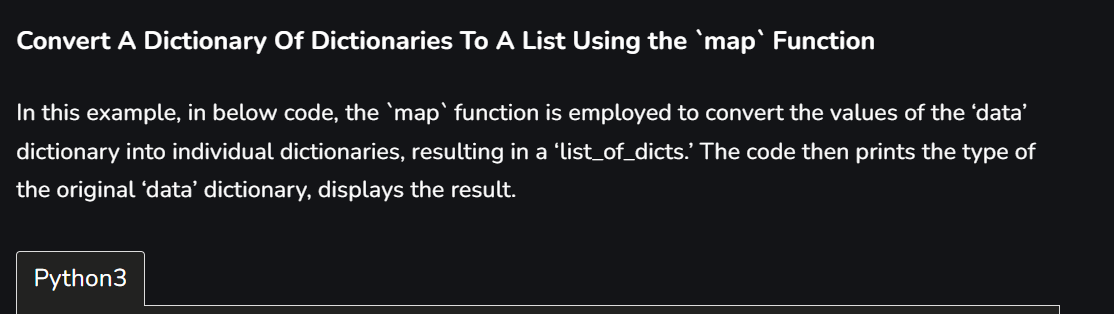 Convert A Dictionary Of Dictionaries To A List Using the `map` Function
In this example, in below code, the `map` function is employed to convert the values of the ‘data’
dictionary into individual dictionaries, resulting in a ‘list_of_dicts.’ The code then prints the type of
the original ‘data’ dictionary, displays the result.
Python3